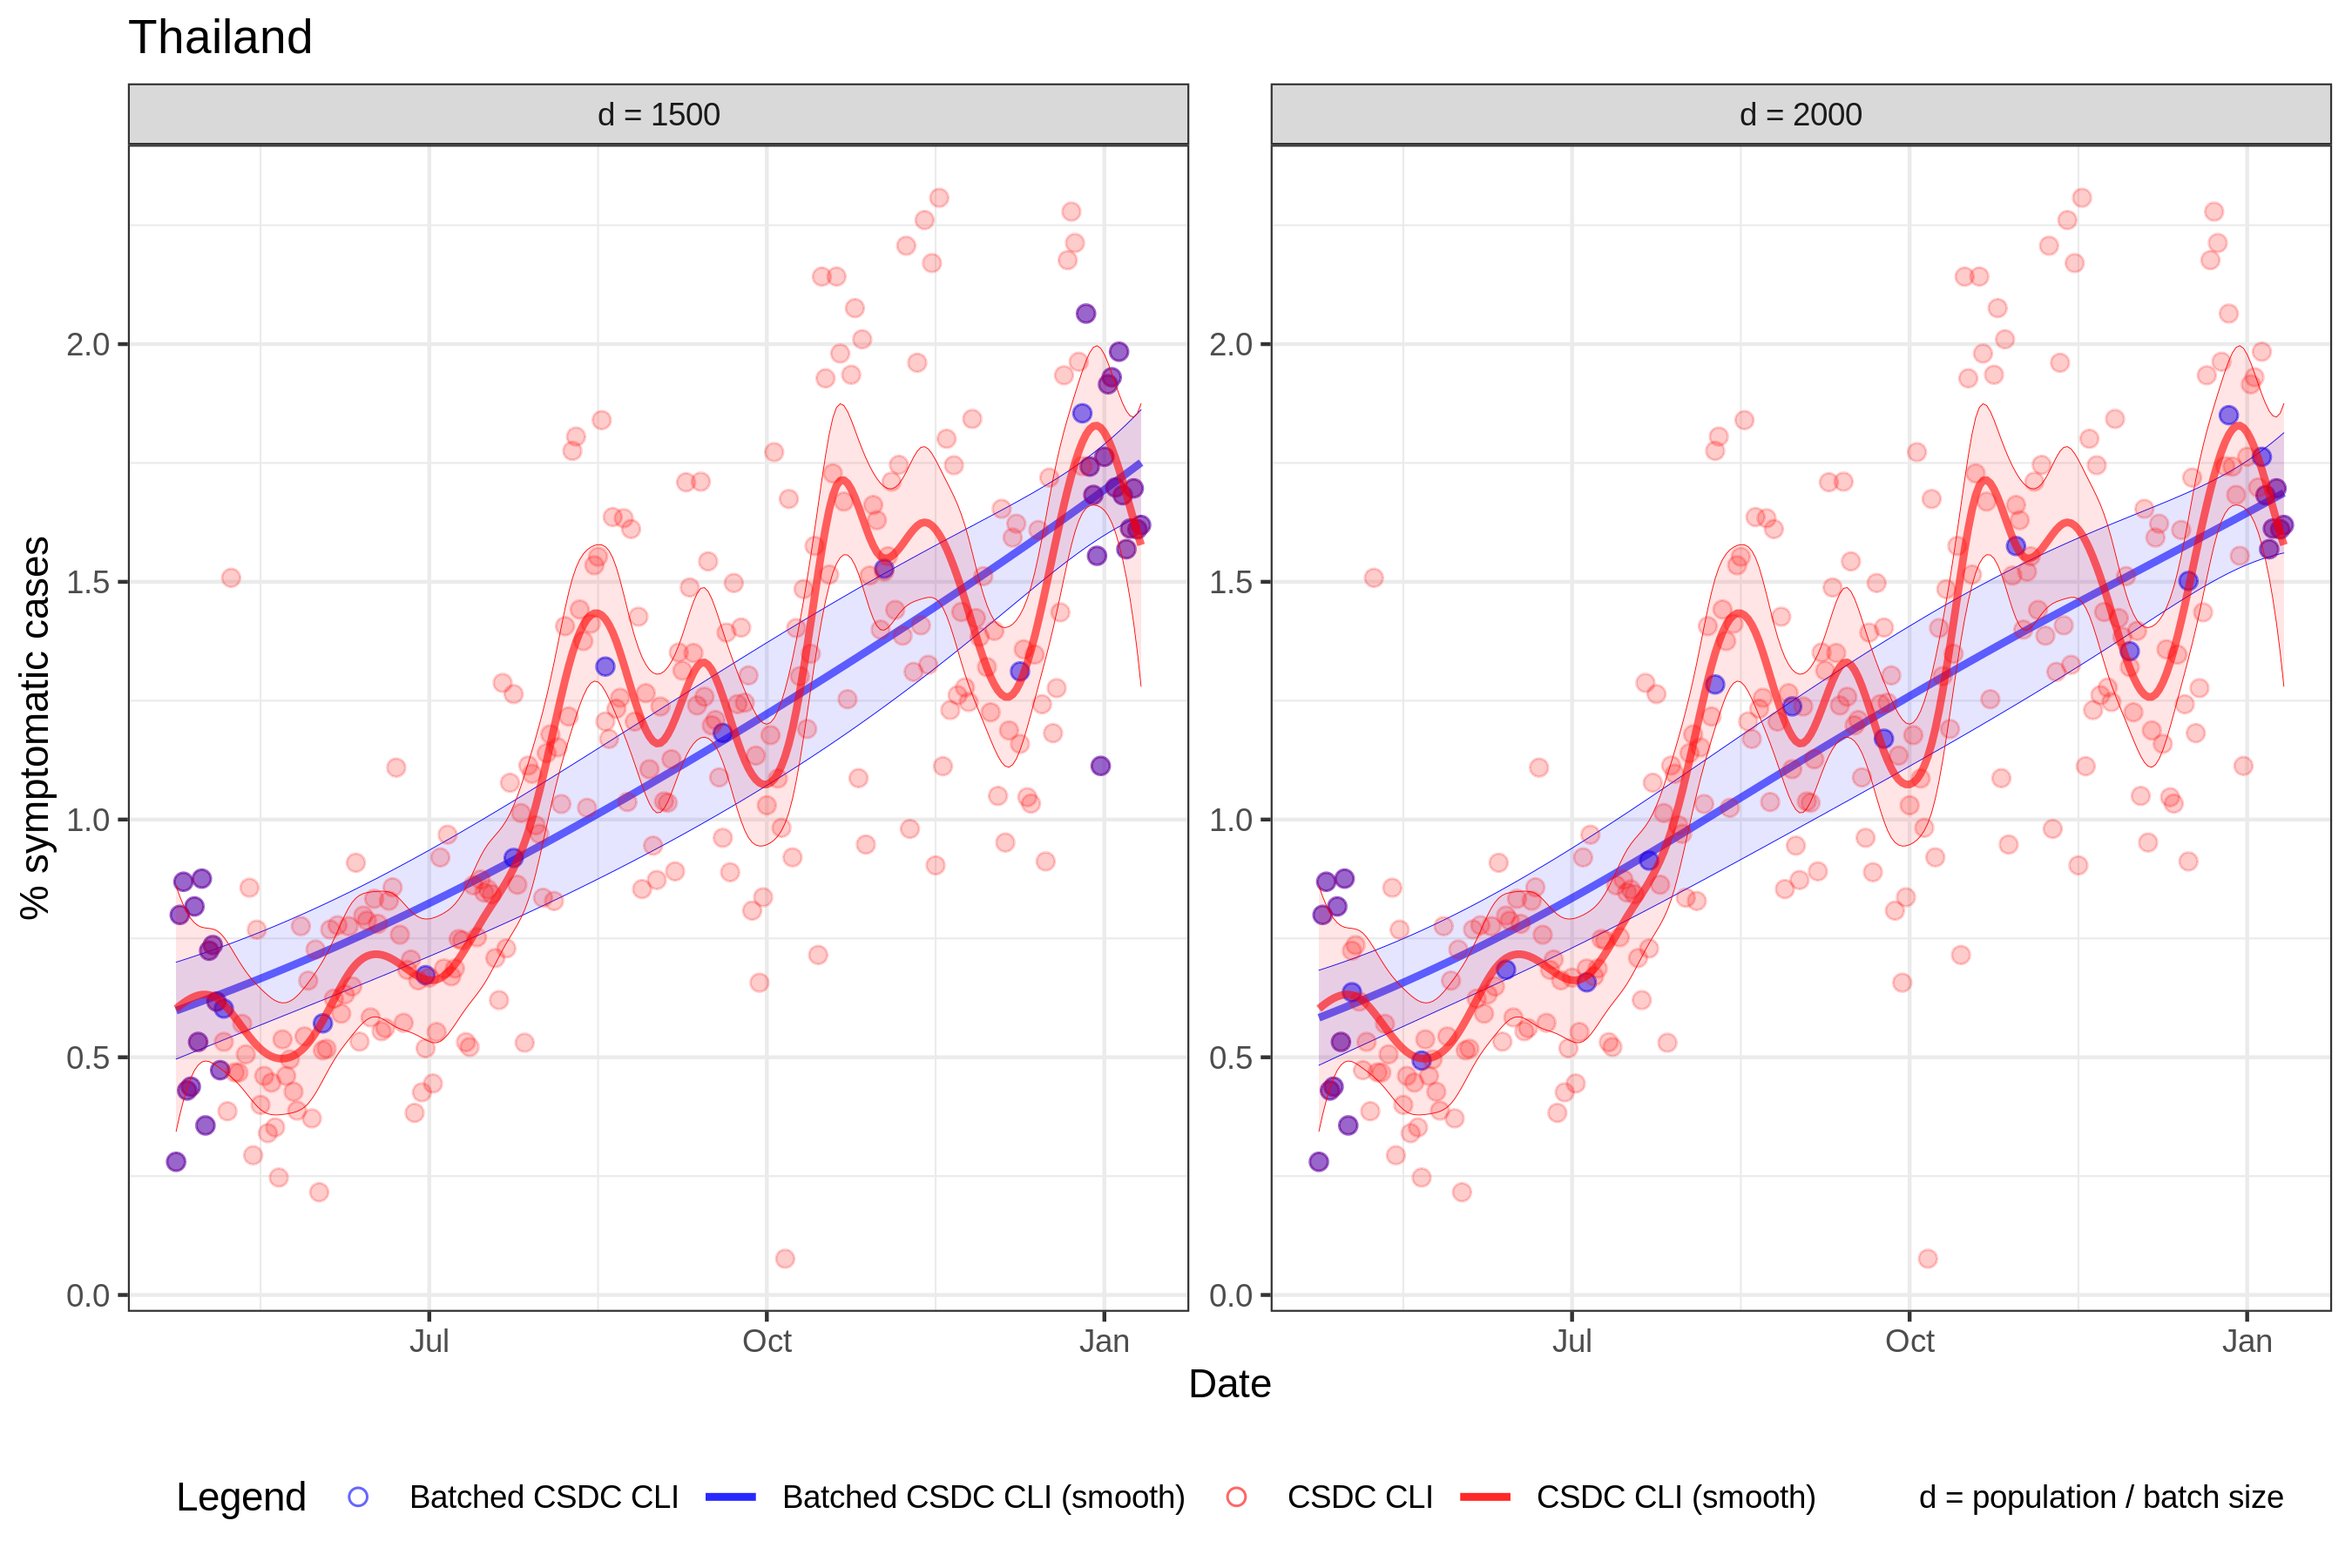 Thailand
d = 1500
d = 2000
% symptomatic cases
2.0
1.5
1.0
0.5
0.0
2.0
1.5
1.0
0.5
0.0
Jul
Oct
Jan
Jul
Oct
Jan
Date
Legend
Batched CSDC CLI
Batched CSDC CLI (smooth)
CSDC CLI
CSDC CLI (smooth)
d = population / batch size